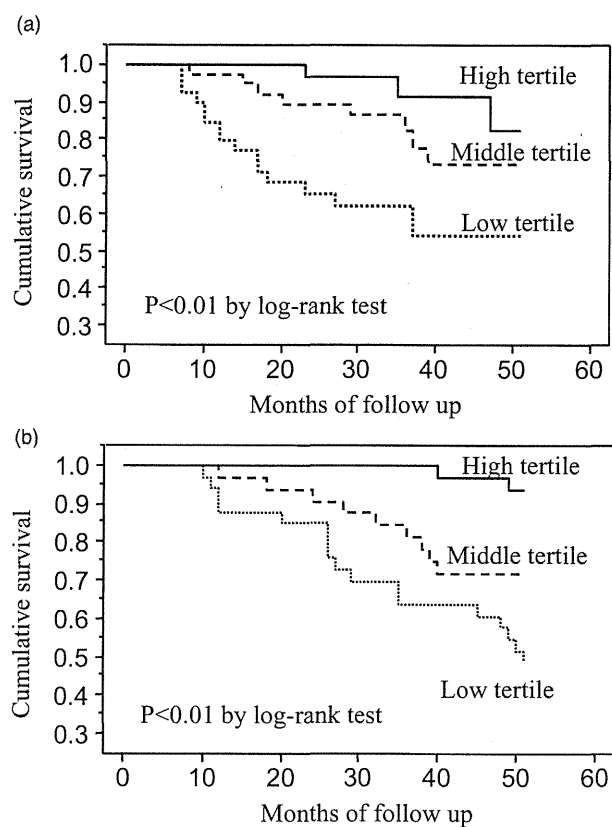 (a)
1.0
High tertile
0.9
0.8
Middle tertile
0.7
0.6
Low tertile
0.5
0.4
P<0.01 by log-rank test
0.3
Cumulative survival
0 10 20 30 40 50 60
Months of follow up
(b)
1.0
High tertile
0.9
0.8
Middle tertile
0.7
0.6
0.5
Low tertile
0.4
P<0.01 by log-rank test
0.3
Cumulative survival
0 10 20 30 40 50 60
Months of follow up